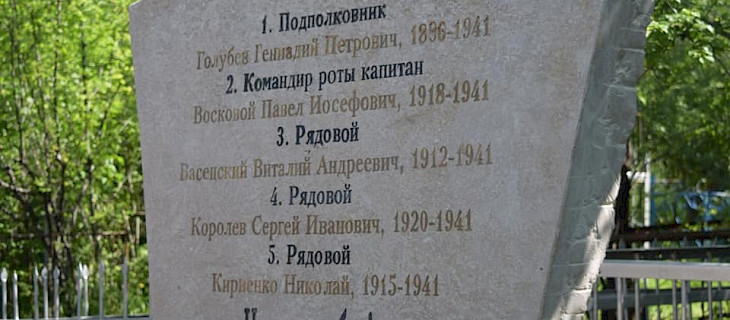 1. Подполковник
Голубев Геннадий Петрович, 1896-1941
2. Командир роты капитан
Восковой Павел Иосефович, 1918-1941
3. Рядовой
Васенский Виталий Андреевич, 1912-1941
4. Рядовой
Королев Сергей Иванович, 1920-1941
5. Рядовой
Кириенко Николай, 1915-1941